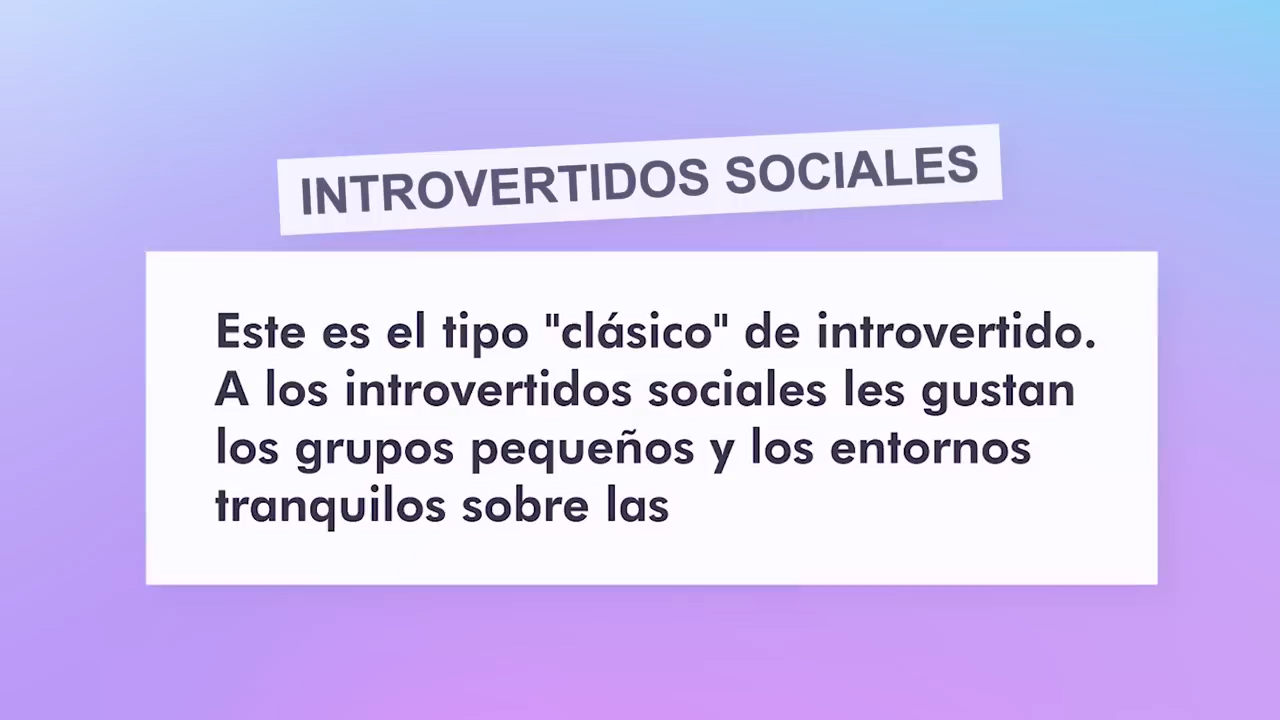 INTROVERTIDOS SOCIALES
Este es el tipo "clásico" de introvertido.
A los introvertidos sociales les gustan
los grupos pequeños y los entornos
tranquilos sobre las